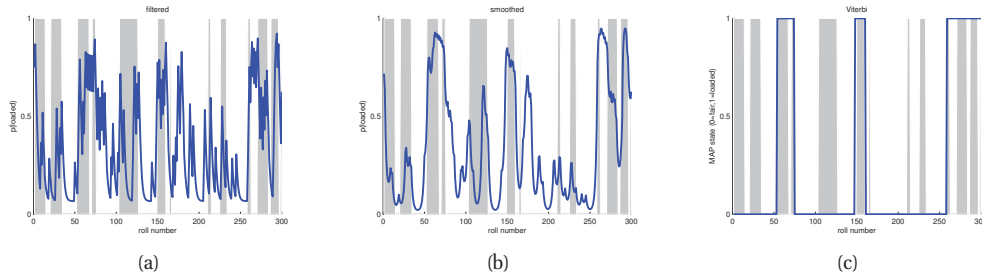 filtered
p(loaded)
1
0.5
0
0 50 100 150 200 250 300
roll number
(a)
smoothed
p(loaded)
1
0.5
0
0 50 100 150 200 250 300
roll number
(b)
Viterbi
MAP state (0=fair,1=loaded)
1
0.5
0
0 50 100 150 200 250 300
roll number
(c)